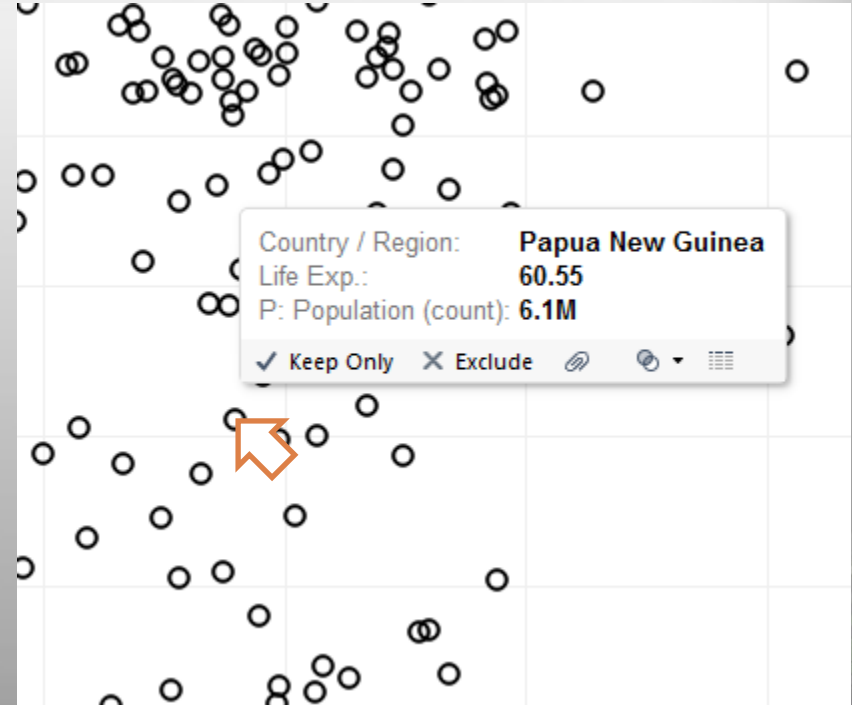 Country / Region: Papua New Guinea
Life Exp.: 60.55
P: Population (count): 6.1M
Keep Only Exclude